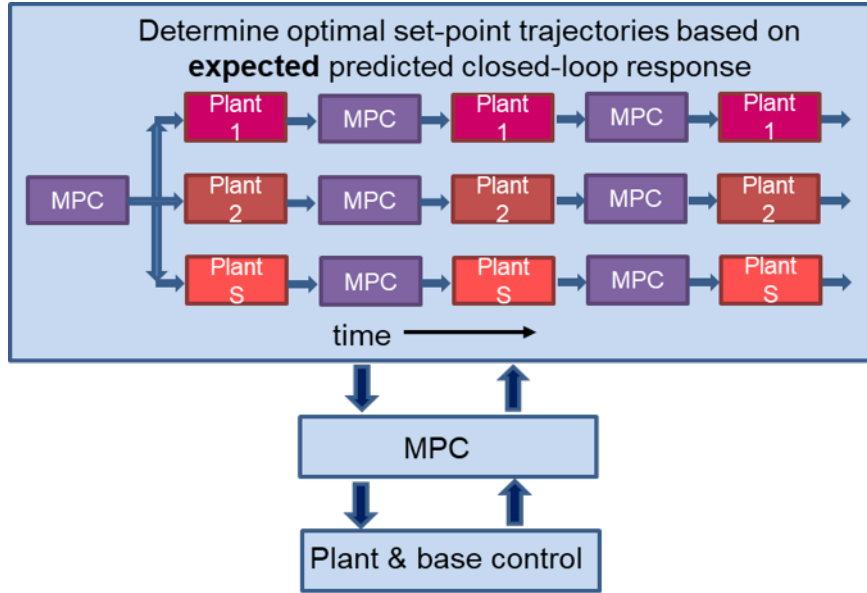 Determine optimal set-point trajectories based on
expected predicted closed-loop response
Plant
1
MPC
Plant
1
MPC
Plant
1
MPC
Plant
2
MPC
Plant
2
MPC
Plant
2
Plant
S
MPC
Plant
S
MPC
Plant
S
time
MPC
Plant & base control